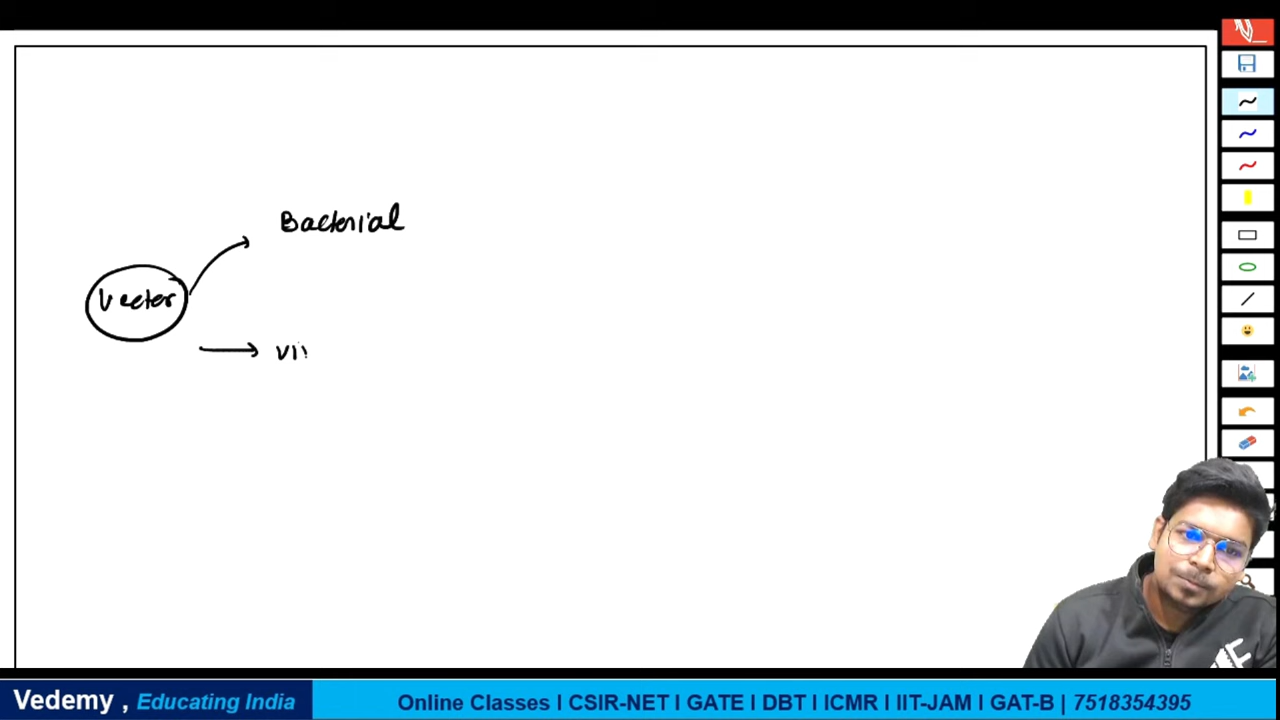 Bacterial
Vector
vi
Vedemy , Educating India
Online Classes I CSIR-NET I GATE I DBT I ICMR I IIT-JAM I GAT-B | 7518354395